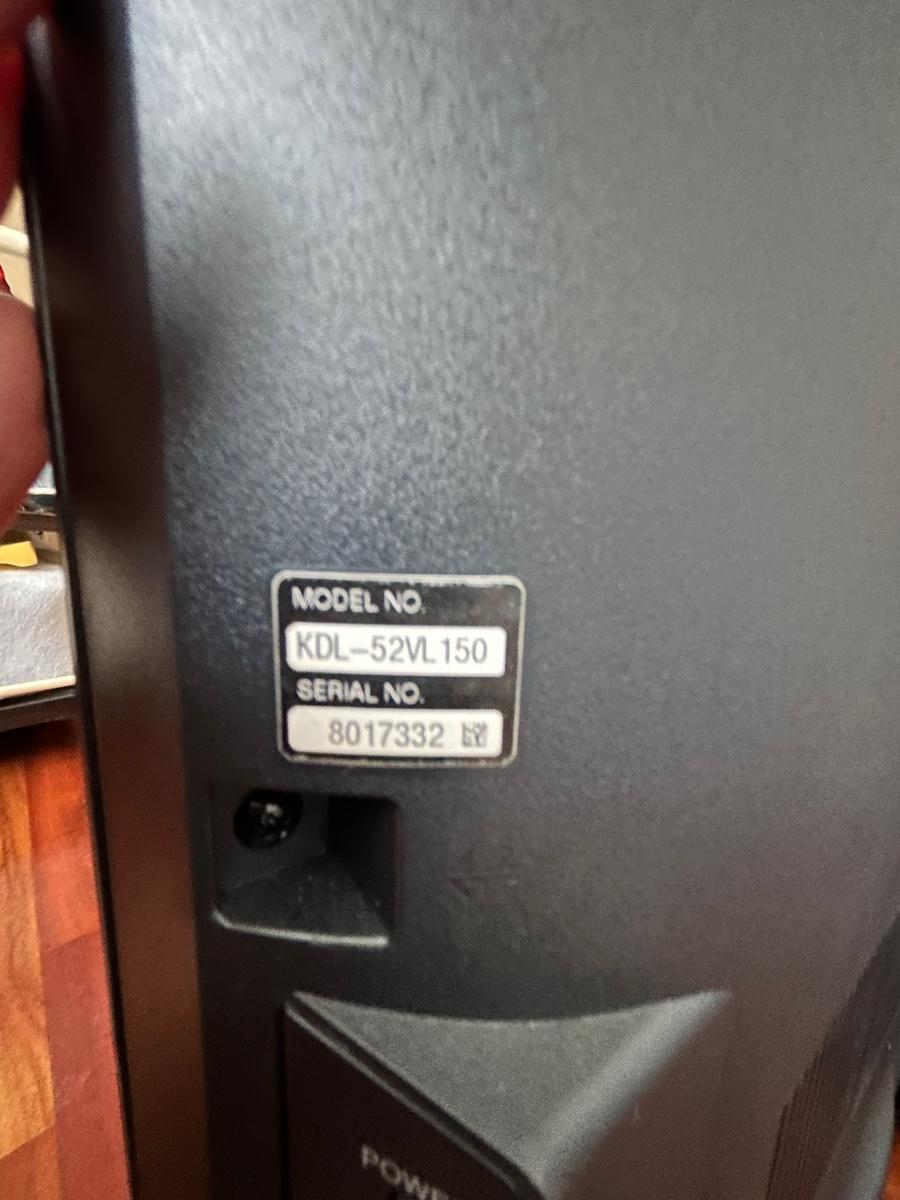 MODEL NO.
KDL-52VL150
SERIAL NO.
8017332